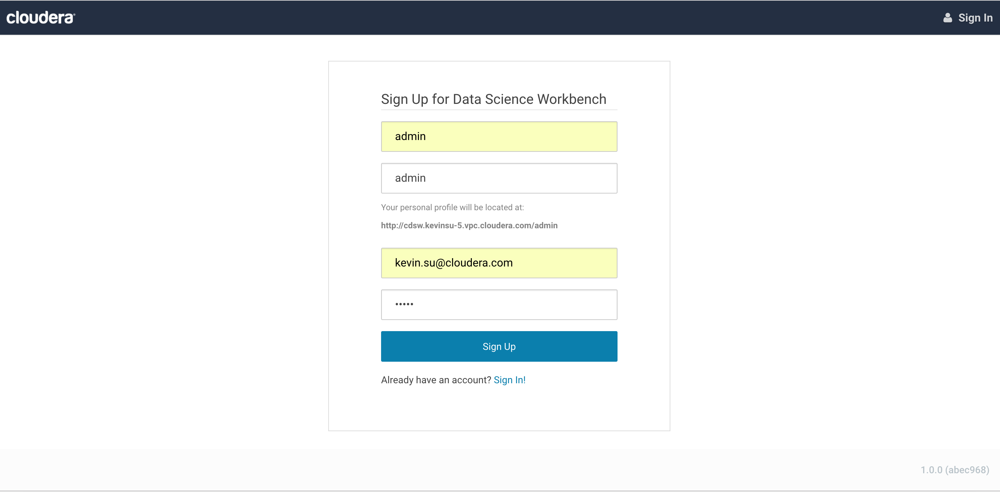 cloudera
Sign In
Sign Up for Data Science Workbench
admin
admin
Your personal profile will be located at:
http://cdsw.kevinsu-5.vpc.cloudera.com/admin
kevin.su@cloudera.com
•••••
Sign Up
Already have an account? Sign In!
1.0.0 (abec968)